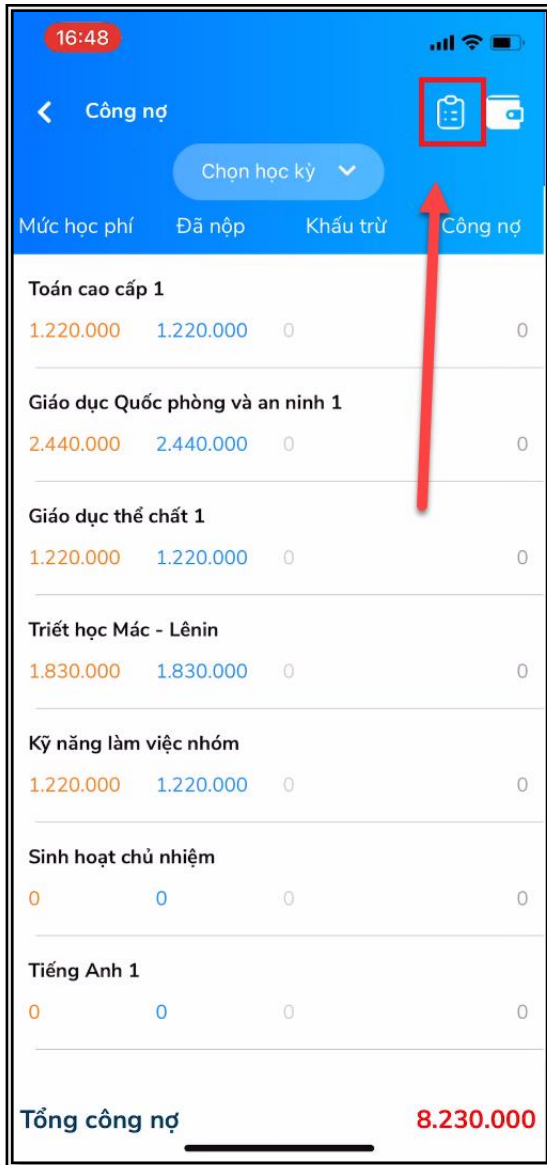 16:48
Công nợ
Chọn học kỳ
Mức học phí Đã nộp Khấu trừ Công nợ
Toán cao cấp 1
1.220.000 1.220.000 0 0
Giáo dục Quốc phòng và an ninh 1
2.440.000 2.440.000 0 0
Giáo dục thể chất 1
1.220.000 1.220.000 0 0
Triết học Mác - Lênin
1.830.000 1.830.000 0 0
Kỹ năng làm việc nhóm
1.220.000 1.220.000 0 0
Sinh hoạt chủ nhiệm
0 0 0 0
Tiếng Anh 1
0 0 0 0
Tổng công nợ 8.230.000